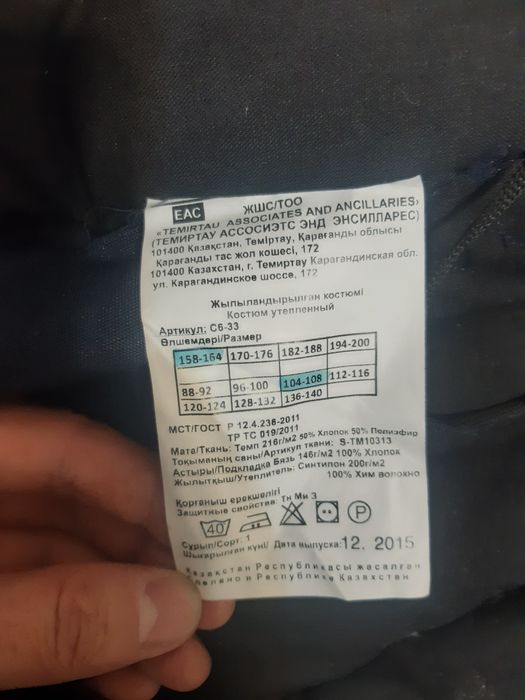 EAC
ЖШС/ТОО
«TEMIRTAU ASSOCIATES AND ANCILLARIES»
(ТЕМИРТАУ АССОСИЭТС ЭНД ЭНСИЛЛАРЕС)
101400 Қазақстан, Теміртау, Қарағанды облысы
Қарағанды тас жол көшесі, 172
101400 Казахстан, г. Темиртау Карагандинская обл.
ул. Карагандинское шоссе, 172
Жылыландырылған костюмі
Костюм утепленный
Артикул: С6-33
Өлшемдері/Размер
158-164 170-176 182-188 194-200
88-92 96-100 104-108 112-116
120-124 128-132 136-140
МСТ/ГОСТ Р 12.4.236-2011
ТР ТС 019/2011
Мата/Ткань: Темп 216г/м2 50% Хлопок 50% Полиэфир
Тоқыманың саны/Артикул ткани: S-TM10313
Астыры/Подкладка Бязь 146г/м2 100% Хлопок
Жылытқыш/Утеплитель: Синтипон 200г/м2
100% Хим волокно
Қорғаныш ерекшелігі
Защитные свойства: Тн Ми З
40 P
Сұрып/Сорт: 1
Шығарылған күні/ Дата выпуска: 12. 2015
Қазақстан Республикасы жасалған
Сделано в Республике Казахстан